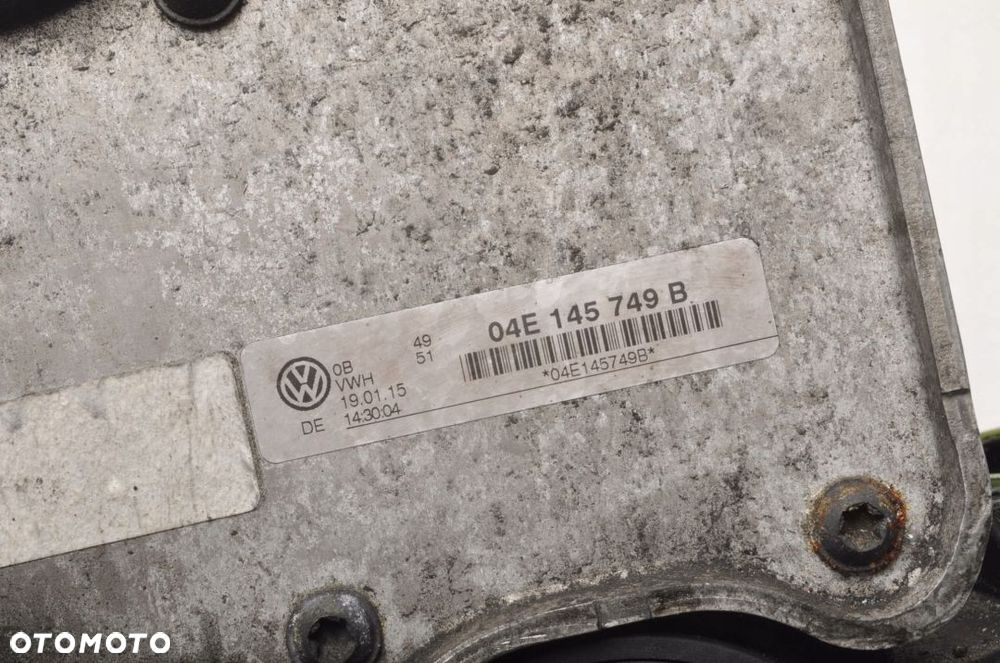 04E 145 749 B
*04E145749B*
49
51
0B
VWH
19.01.15
DE 14:30:04
OTOMOTO